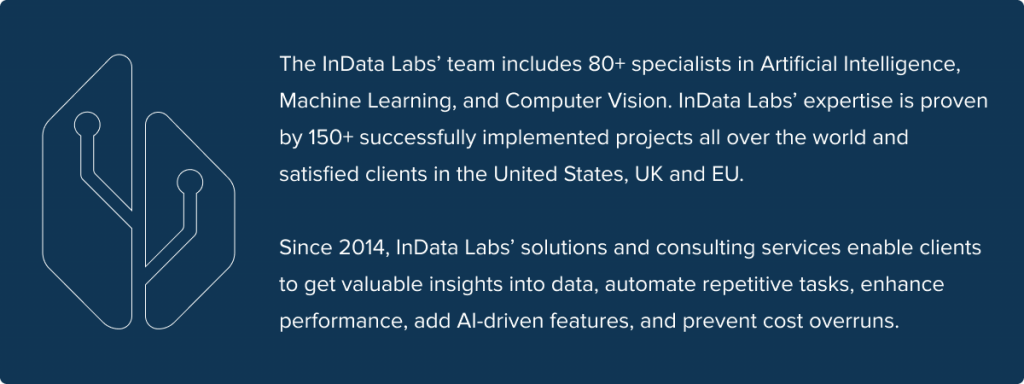 The InData Labs’ team includes 80+ specialists in Artificial Intelligence,
Machine Learning, and Computer Vision. InData Labs’ expertise is proven
by 150+ successfully implemented projects all over the world and
satisfied clients in the United States, UK and EU.
Since 2014, InData Labs’ solutions and consulting services enable clients
to get valuable insights into data, automate repetitive tasks, enhance
performance, add AI-driven features, and prevent cost overruns.